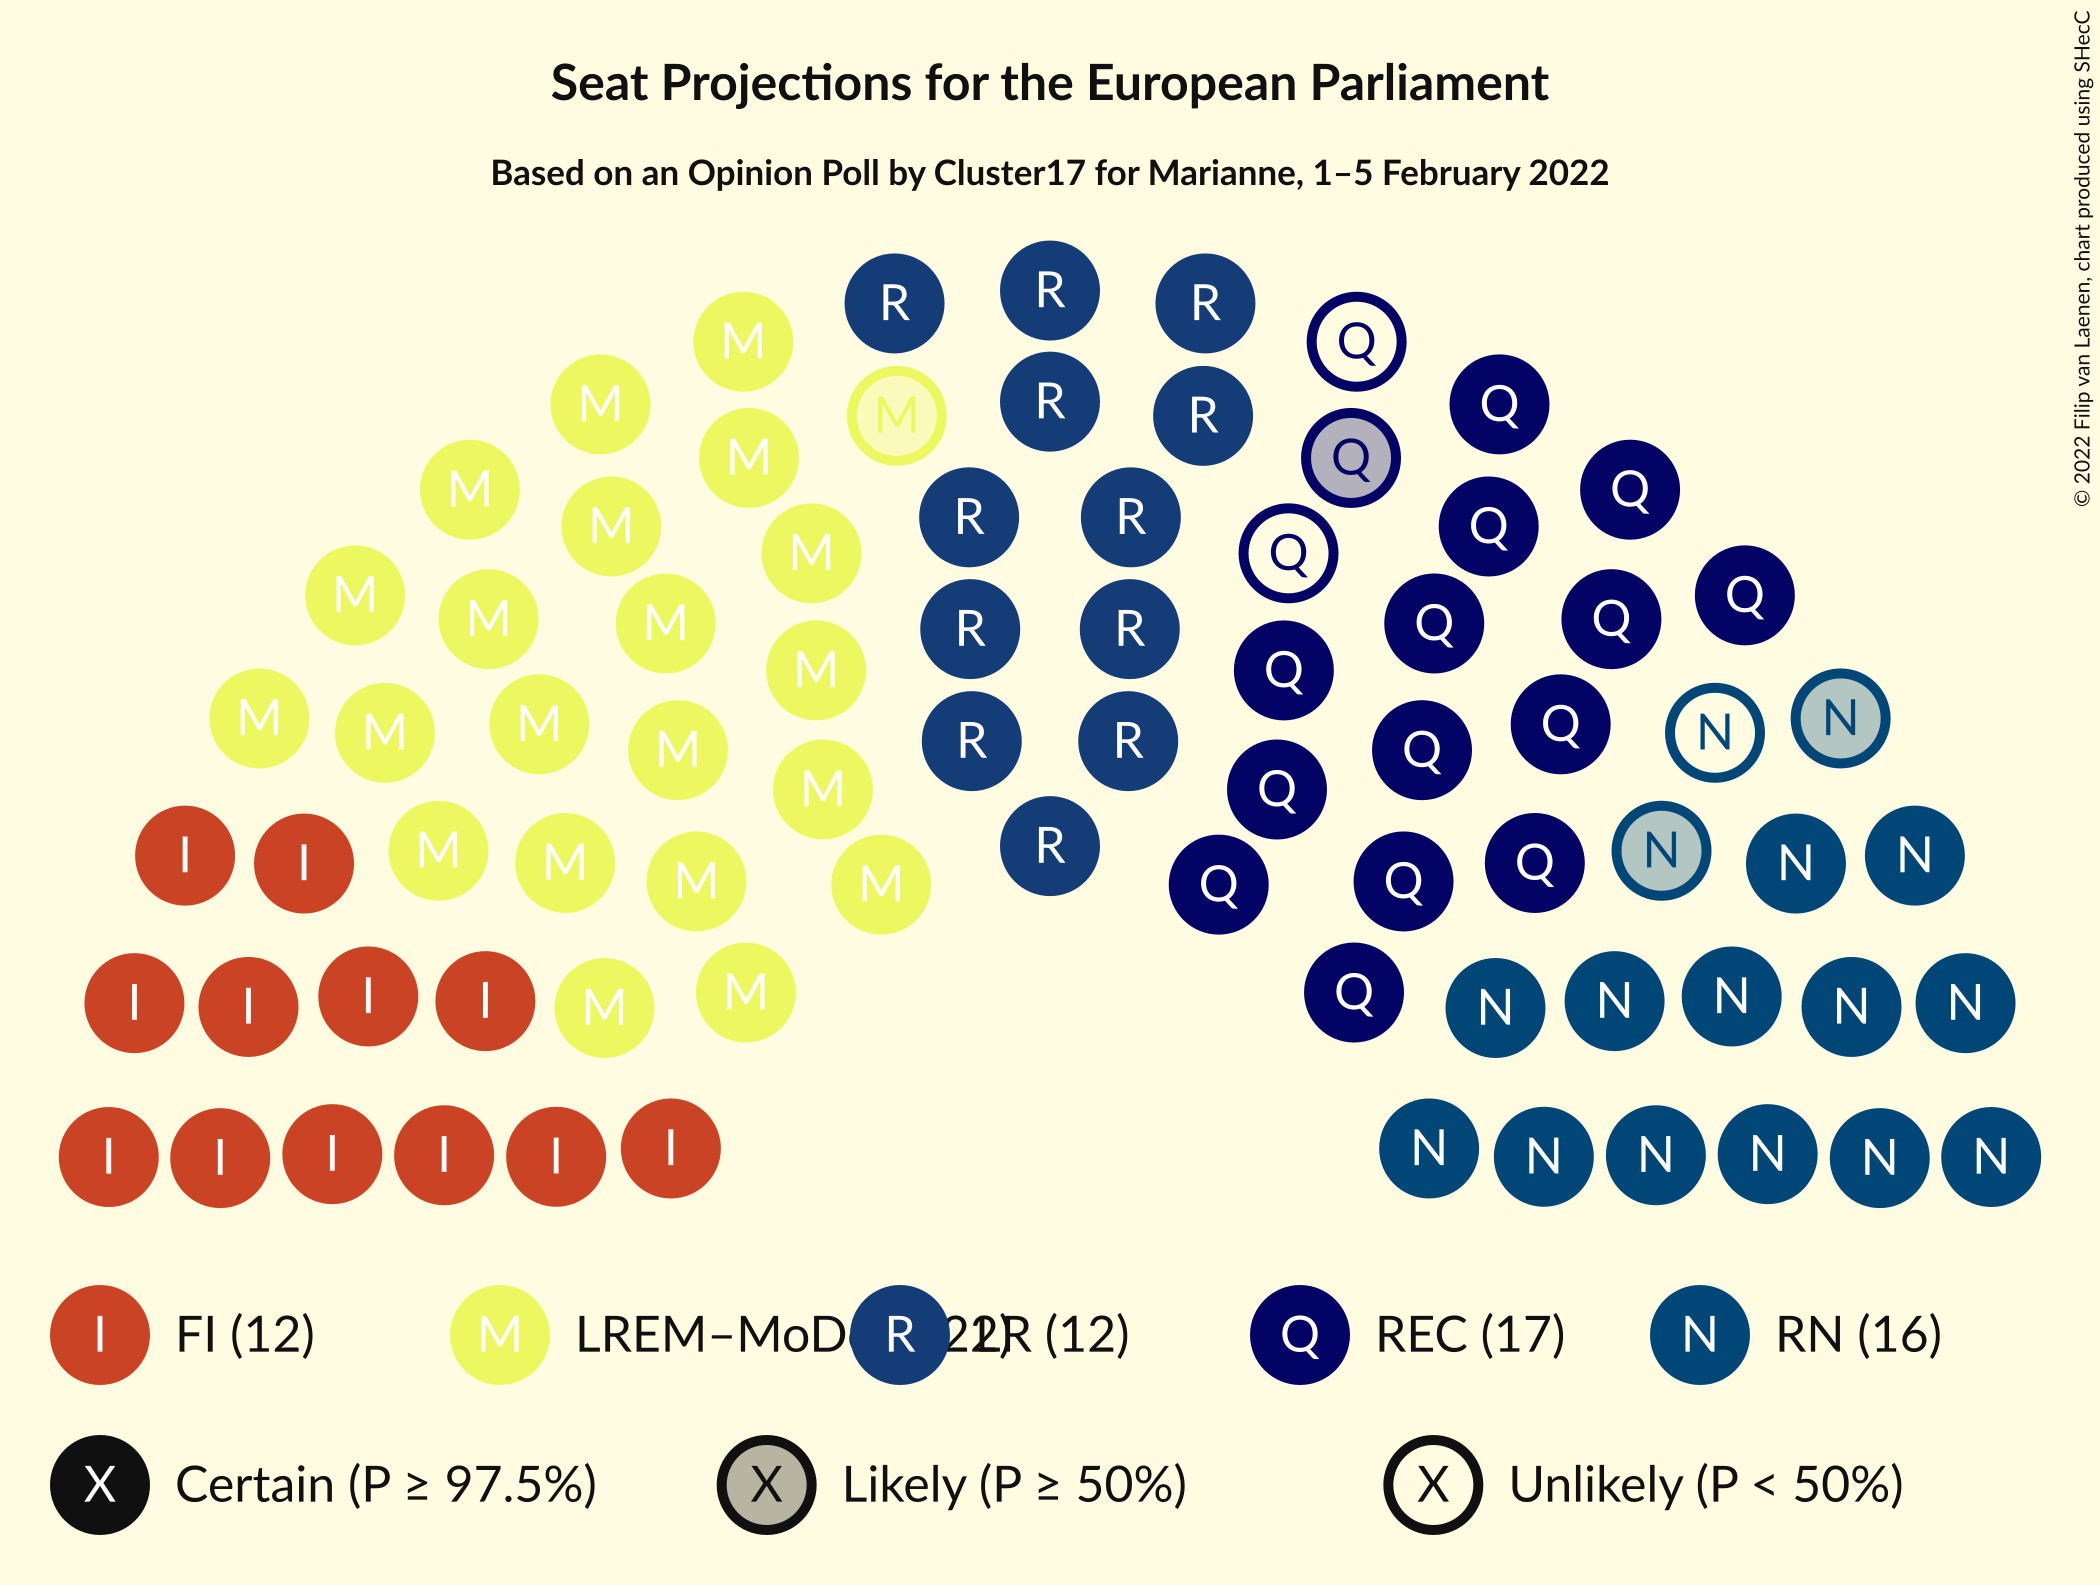 Seat Projections for the European Parliament
Based on an Opinion Poll by Cluster17 for Marianne, 1–5 February 2022
© 2022 Filip van Laenen, chart produced using SHecC
R R R
M Q
M M R R Q
M M Q Q
M M R R Q Q Q
M M Q Q
M M M R R Q Q Q
M M Q Q
M M M M R R Q Q N N
M M Q Q
I I M M M M R Q Q Q N N N
I I I I M M Q N N N N N
I I I I I I N N N N N N
I FI (12) M LREM–MoD 22) R LR (12) Q REC (17) N RN (16)
X Certain (P ≥ 97.5%) X Likely (P ≥ 50%) X Unlikely (P < 50%)